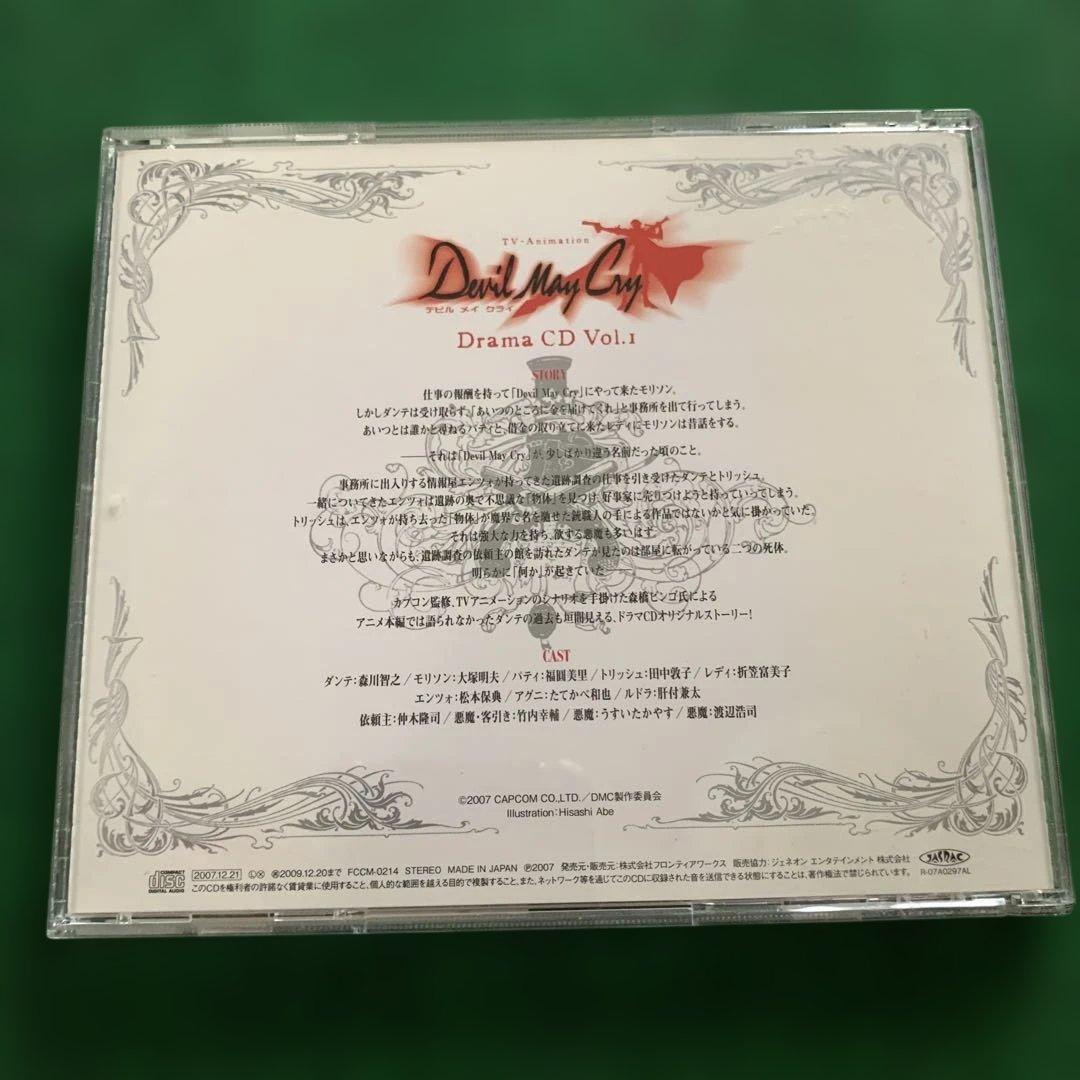 TV-Animation
Devil May Cry
デビル メイ クライ
Drama CD Vol.1
STORY
仕事の報酬を持って「Devil May Cry」にやって来たモリソン。
しかしダンテは受け取らず、「あいつのところに金を届けてくれ」と事務所を出て行ってしまう。
あいつとは誰かと尋ねるパティと、借金の取り立てに来たレディにモリソンは昔話をする。
――それは「Devil May Cry」が、少しばかり違う名前だった頃のこと。
事務所に出入りする情報屋エンツォが持ってきた遺跡調査の仕事を引き受けたダンテとトリッシュ。
一緒についてきたエンツォは遺跡の奥で不思議な「物体」を見つけ、好事家に売りつけようと持っていってしまう。
トリッシュは、エンツォが持ち去った「物体」が魔界で名を馳せた銃職人の手による作品ではないかと気に掛かっていた。
それは強大な力を持ち、欲する悪魔も多いはず。
まさかと思いながらも、遺跡調査の依頼主の館を訪れたダンテが見たのは部屋に転がっている二つの死体。
明らかに「何か」が起きていた――
カプコン監修、TVアニメーションのシナリオを手掛けた森橋ビンゴ氏による
アニメ本編では語られなかったダンテの過去も垣間見える、ドラマCDオリジナルストーリー!
CAST
ダンテ:森川智之/モリソン:大塚明夫/パティ:福圓美里/トリッシュ:田中敦子/レディ:折笠富美子
エンツォ:松本保典/アグニ:たてかべ和也/ルドラ:肝付兼太
依頼主:仲木隆司/悪魔・客引き:竹内幸輔/悪魔:うすいたかやす/悪魔:渡辺浩司
©2007 CAPCOM CO.,LTD./DMC製作委員会
Illustration:Hisashi Abe
COMPACT disc DIGITAL AUDIO 2007.12.21 Ⓛ Ⓧ 2009.12.20まで FCCM-0214 STEREO MADE IN JAPAN Ⓟ2007 発売元・販売元:株式会社フロンティアワークス 販売協力:ジェネオン エンタテインメント 株式会社 JASRAC
このCDを権利者の許諾なく賃貸業に使用すること、個人的な範囲を越える目的で複製すること、また、ネットワーク等を通じてこのCDに収録された音を送信できる状態にすることは、著作権法で禁じられています。 R-07A0297AL